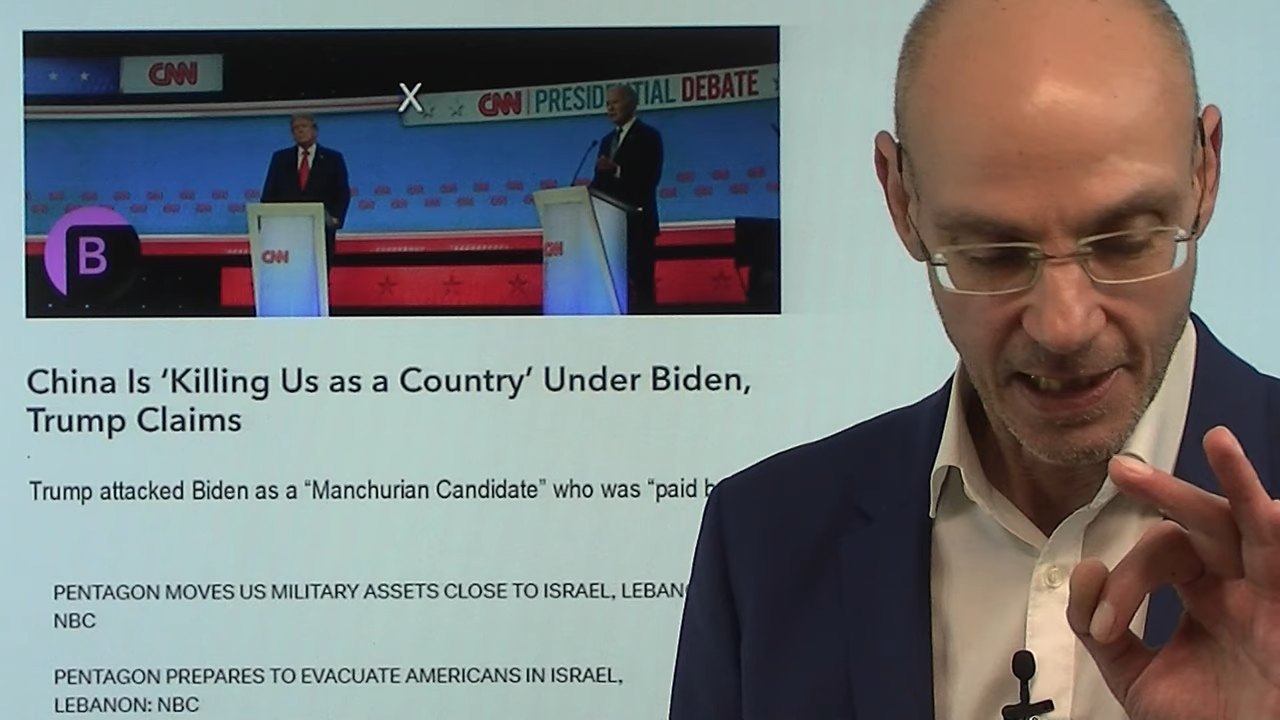 CNN
CNN PRESIDENTIAL DEBATE
CNN
CNN
B
China Is ‘Killing Us as a Country’ Under Biden,
Trump Claims
Trump attacked Biden as a “Manchurian Candidate” who was “paid
PENTAGON MOVES US MILITARY ASSETS CLOSE TO ISRAEL,
NBC
PENTAGON PREPARES TO EVACUATE AMERICANS IN ISRAEL,
LEBANON: NBC